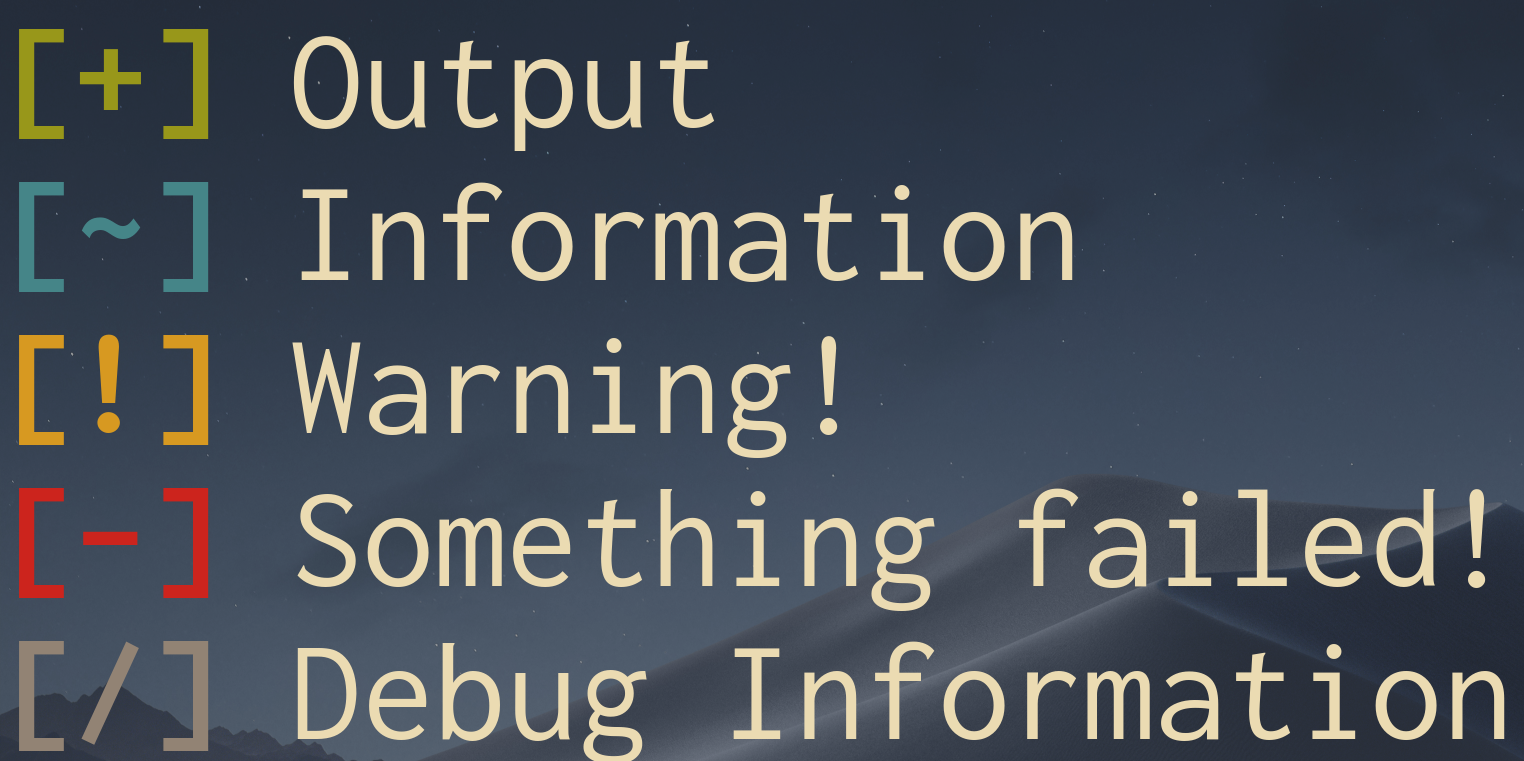 [+] Output
[~] Information
[!] Warning!
[-] Something failed!
[/] Debug Information